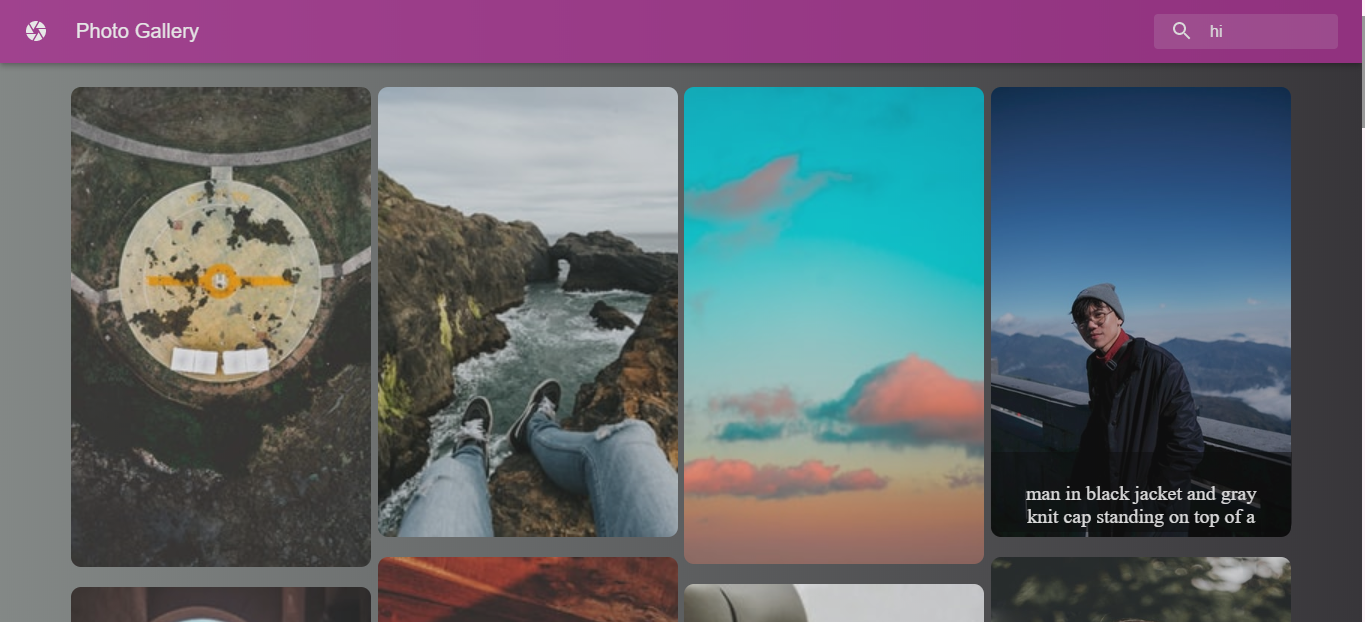 Photo Gallery
hi
man in black jacket and gray
knit cap standing on top of a